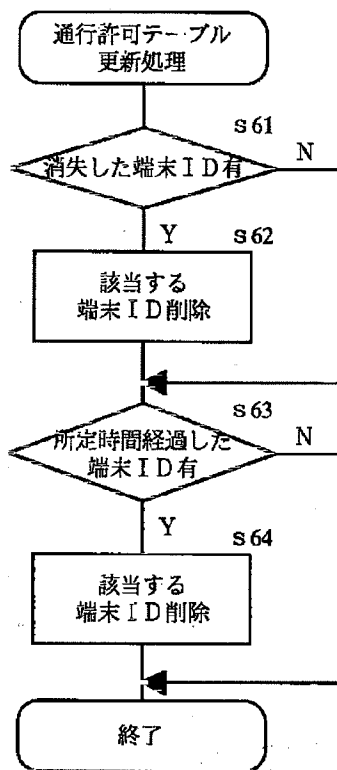 通行許可テーブル
更新処理
s61
消失した端末ID有
N
Y
s62
該当する
端末ID削除
s63
所定時間経過した
端末ID有
N
Y
s64
該当する
端末ID削除
終了